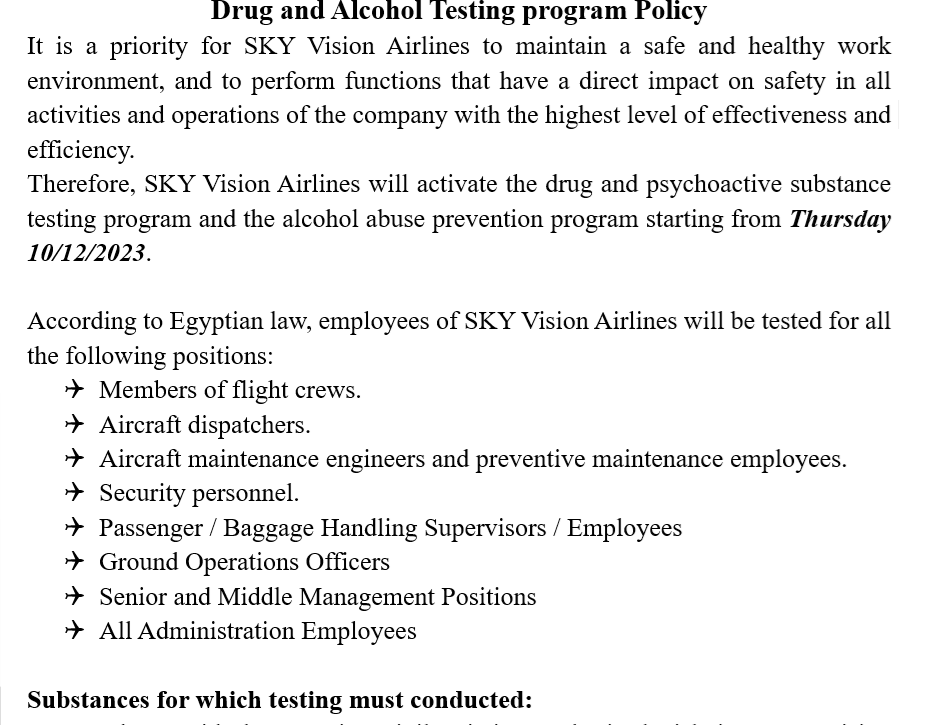 Drug and Alcohol Testing program Policy
It is a priority for SKY Vision Airlines to maintain a safe and healthy work
environment, and to perform functions that have a direct impact on safety in all
activities and operations of the company with the highest level of effectiveness and
efficiency.
Therefore, SKY Vision Airlines will activate the drug and psychoactive substance
testing program and the alcohol abuse prevention program starting from Thursday
10/12/2023.
According to Egyptian law, employees of SKY Vision Airlines will be tested for all
the following positions:
✈ Members of flight crews.
✈ Aircraft dispatchers.
✈ Aircraft maintenance engineers and preventive maintenance employees.
✈ Security personnel.
✈ Passenger / Baggage Handling Supervisors / Employees
✈ Ground Operations Officers
✈ Senior and Middle Management Positions
✈ All Administration Employees
Substances for which testing must conducted: